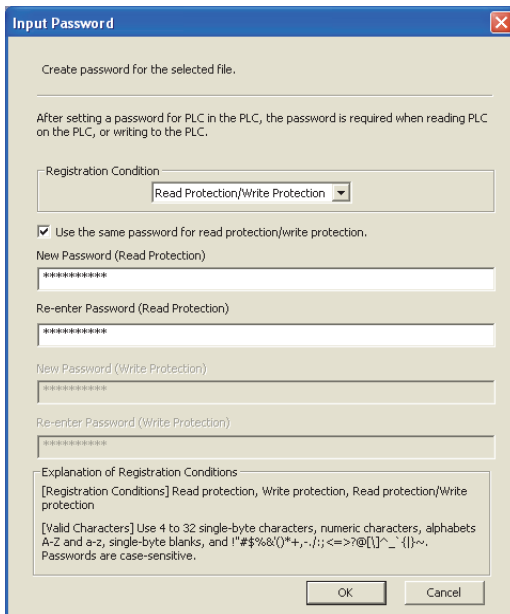 Input Password
Create password for the selected file.
After setting a password for PLC in the PLC, the password is required when reading PLC
on the PLC, or writing to the PLC.
Registration Condition
Read Protection/Write Protection
Use the same password for read protection/write protection.
New Password (Read Protection)
**********
Re-enter Password (Read Protection)
**********
New Password (Write Protection)
**********
Re-enter Password (Write Protection)
**********
Explanation of Registration Conditions
[Registration Conditions] Read protection, Write protection, Read protection/Write
protection
[Valid Characters] Use 4 to 32 single-byte characters, numeric characters, alphabets
A-Z and a-z, single-byte blanks, and !"#$%&'()*+,-./:;<=>?@[\]^_`{|}~.
Passwords are case-sensitive.
OK
Cancel